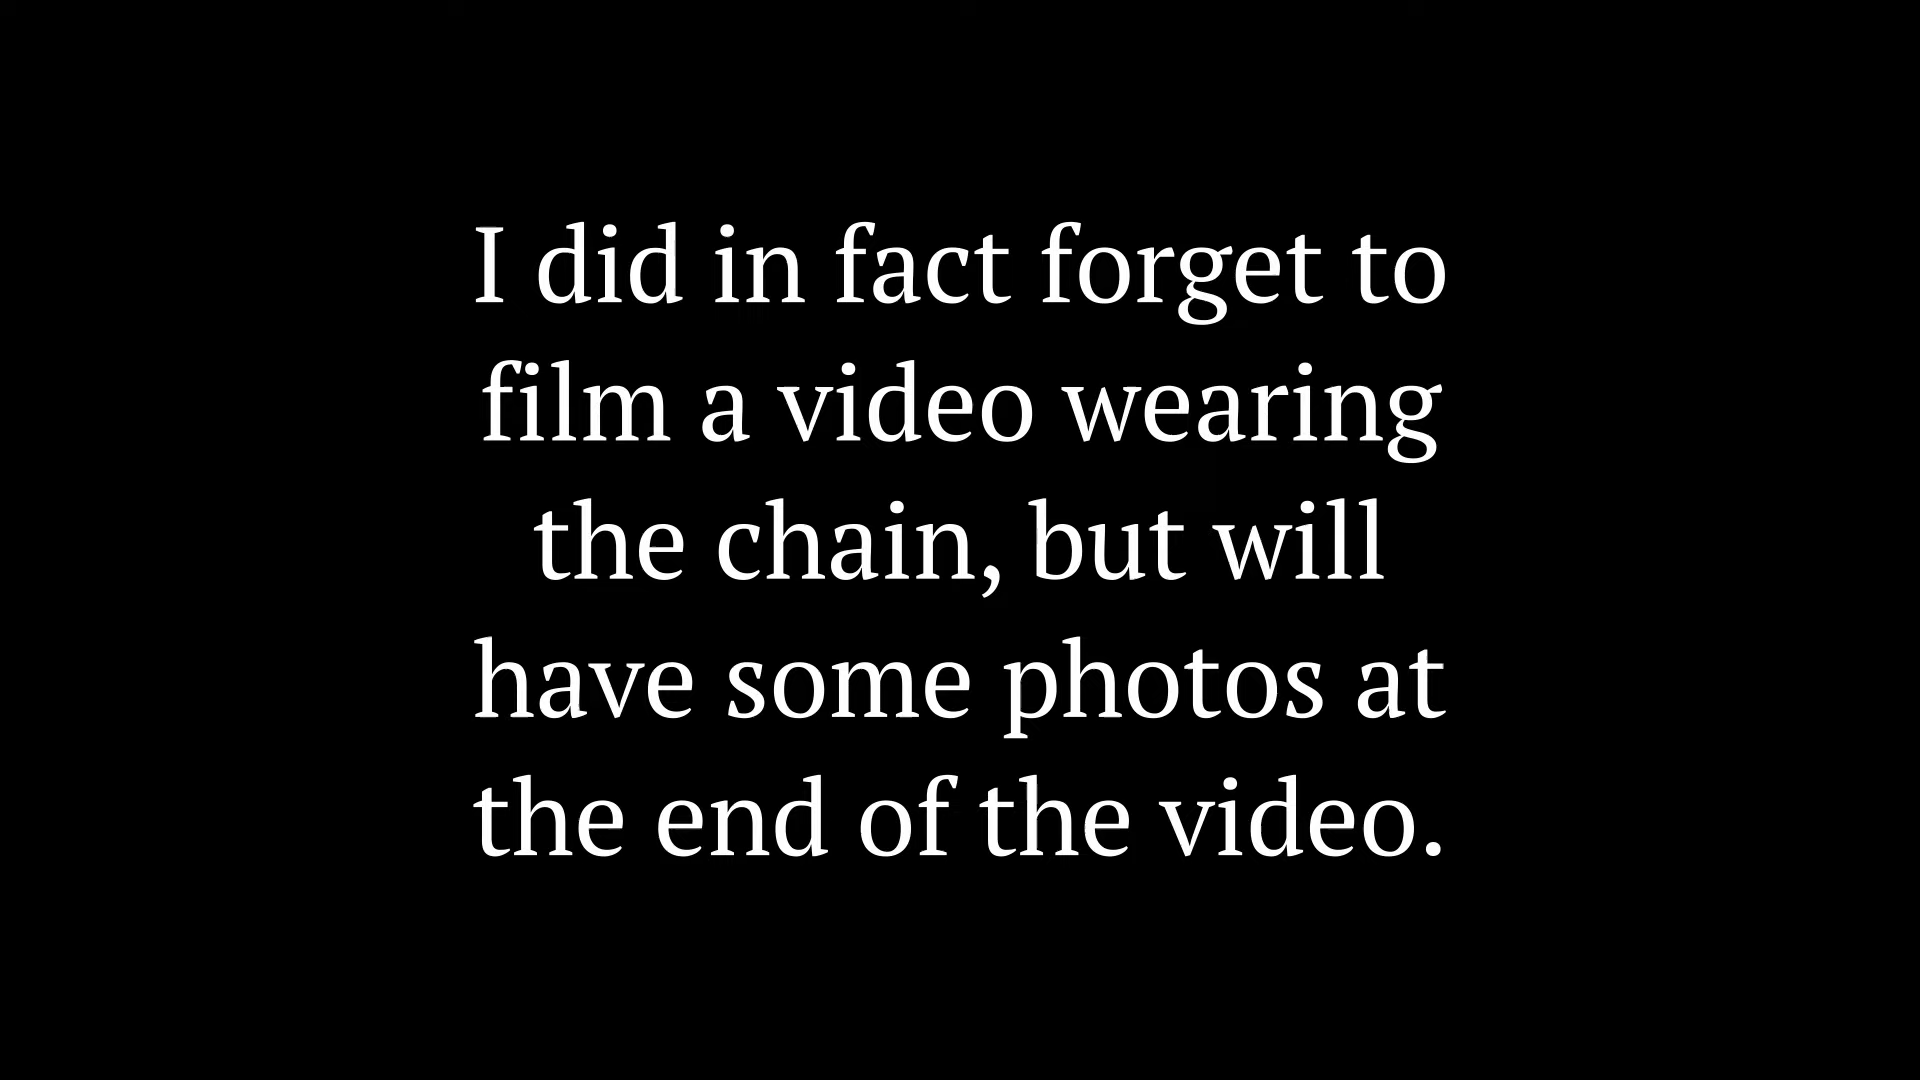 I did in fact forget to
film a video wearing
the chain, but will
have some photos at
the end of the video.